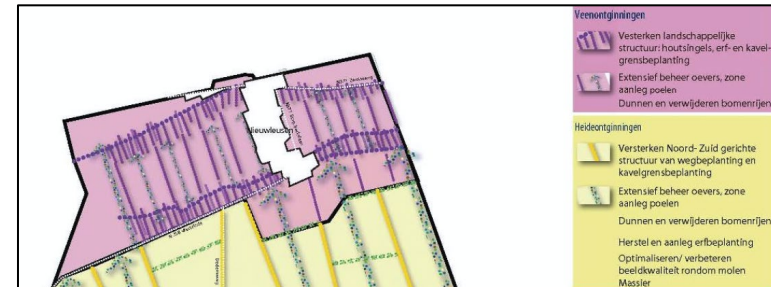 Nieuwleusen
Veenontginningen
Vesterken landschappelijke
structuur: houtsingels, erf- en kavel-
grensbeplanting
Extensief beheer oevers, zone
aanleg poelen
Dunnen en verwijderen bomenrijen
Heideontginningen
Versterken Noord- Zuid gerichte
structuur van wegbeplanting en
kavelgrensbeplanting
Extensief beheer oevers, zone
aanleg poelen
Dunnen en verwijderen bomenrijen
Herstel en aanleg erfbeplanting
Optimaliseren/ verbeteren
beeldkwaliteit rondom molen
Massier